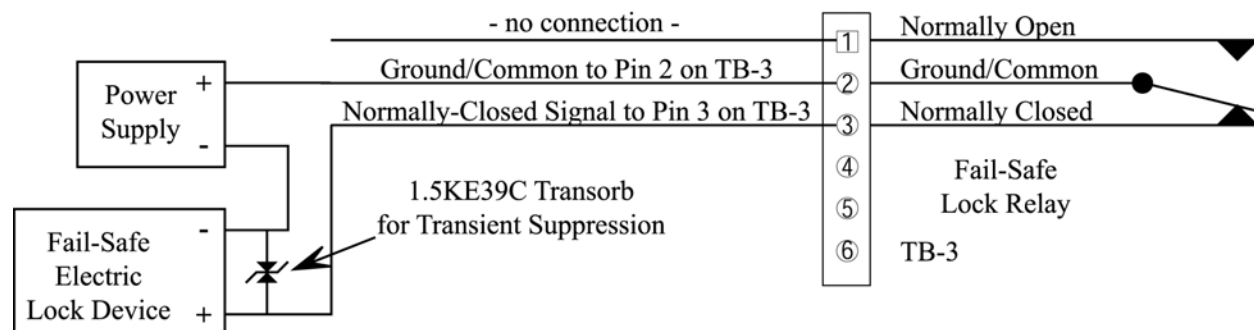 - no connection -
1
Normally Open
Power
Supply
+
-
Ground/Common to Pin 2 on TB-3
2
Ground/Common
Normally-Closed Signal to Pin 3 on TB-3
3
Normally Closed
4
5
6
Fail-Safe
Lock Relay
TB-3
1.5KE39C Transorb
for Transient Suppression
Fail-Safe
Electric
Lock Device
-
+